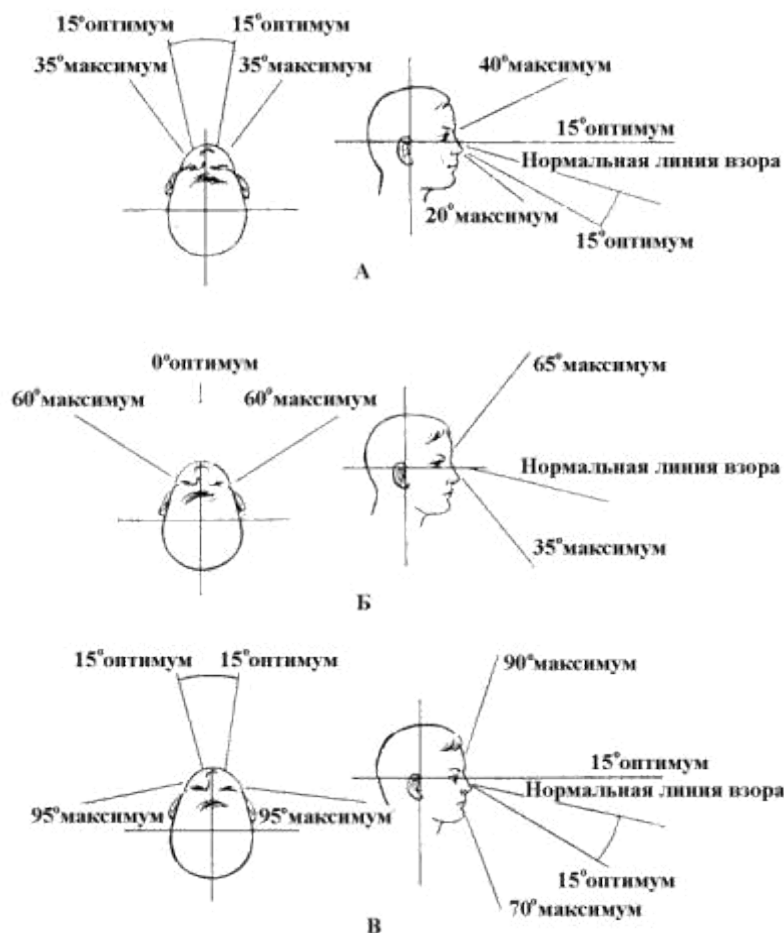 15°оптимум 15°оптимум
35°максимум 35°максимум
40°максимум
15°оптимум
Нормальная линия взора
20°максимум
15°оптимум
А
0°оптимум
60°максимум 60°максимум
65°максимум
Нормальная линия взора
35°максимум
Б
15°оптимум 15°оптимум
90°максимум
15°оптимум
Нормальная линия взора
95°максимум 95°максимум
15°оптимум
70°максимум
В